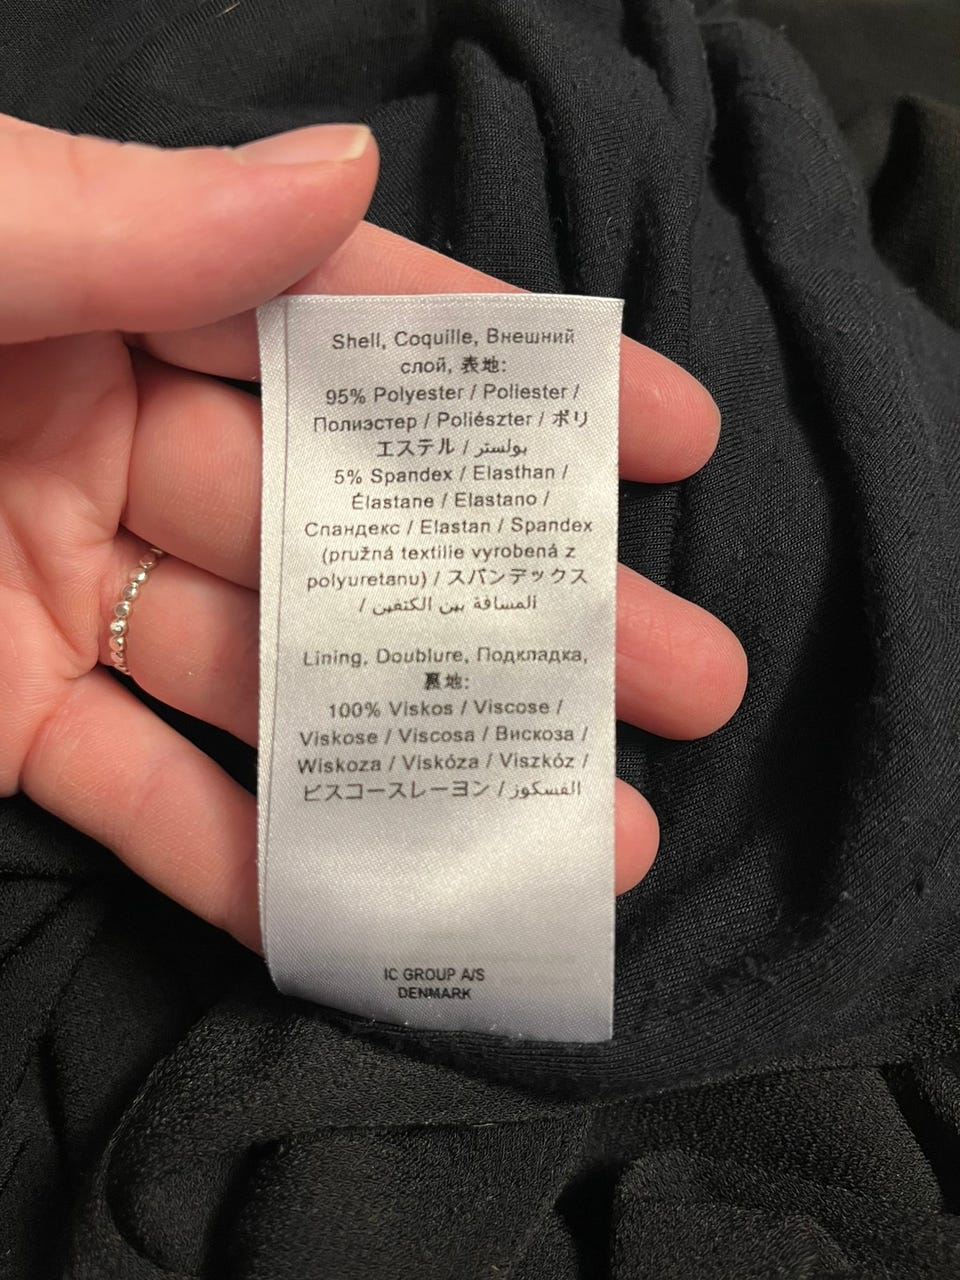 Shell, Coquille, Внешний
слой, 表地:
95% Polyester / Poliester /
Полиэстер / Poliészter / ポリ
エステル / بولستر
5% Spandex / Elasthan /
Élastane / Elastano /
Спандекс / Elastan / Spandex
(pružná textilie vyrobená z
polyuretanu) / スパンデックス
/ المسافة بين الكتفين
Lining, Doublure, Подкладка,
裏地:
100% Viskos / Viscose /
Viskose / Viscosa / Вискоза /
Wiskoza / Viskóza / Viszkóz /
ビスコースレーヨン / الفسكوز
IC GROUP A/S
DENMARK